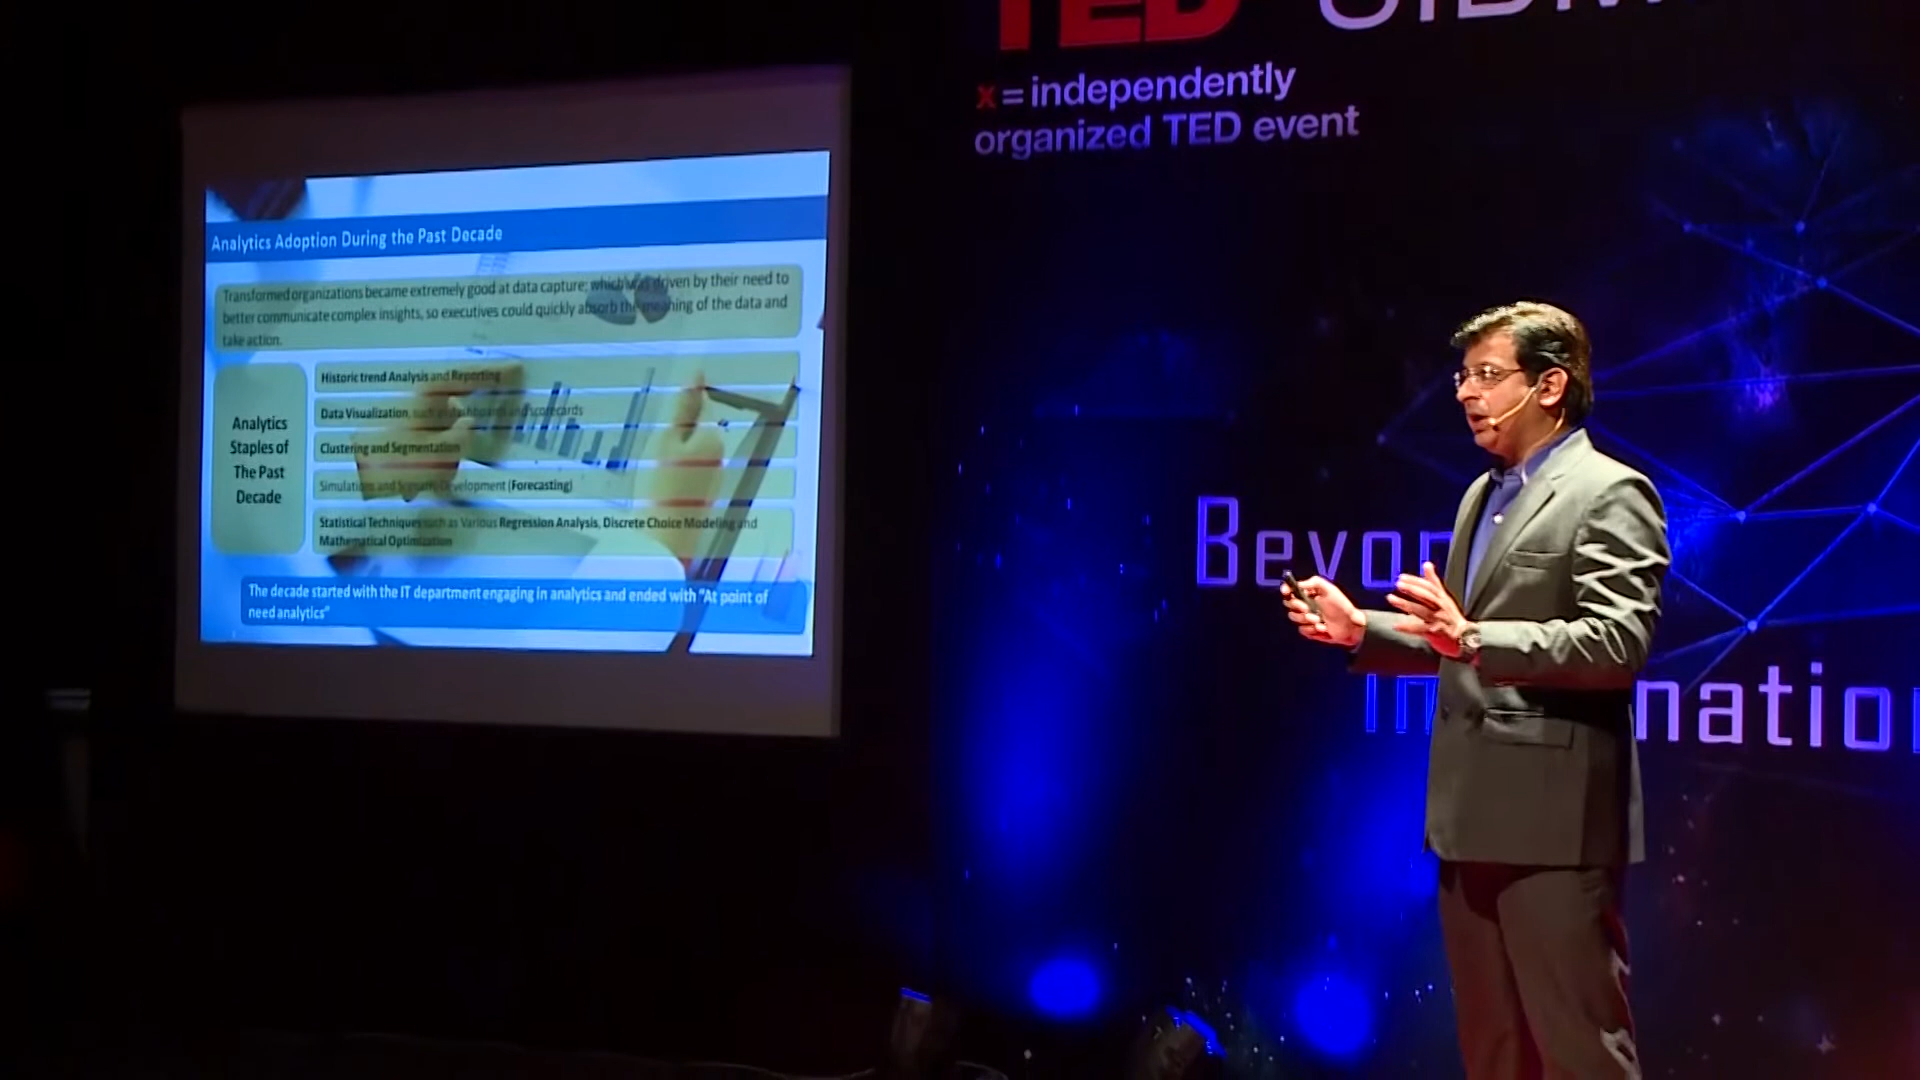 TED
x = independently
organized TED event
Analytics Adoption During the Past Decade
Transformed organizations became extremely good at data capture; which was driven by their need to
better communicate complex insights, so executives could quickly absorb the meaning of the data and
take action.
Analytics
Staples of
The Past
Decade
Historic trend Analysis and Reporting
Data Visualization, such as dashboards and scorecards
Clustering and Segmentation
Simulations and Scenario Development (Forecasting)
Statistical Techniques such as Various Regression Analysis, Discrete Choice Modeling and
Mathematical Optimization
The decade started with the IT department engaging in analytics and ended with "At point of
need analytics"